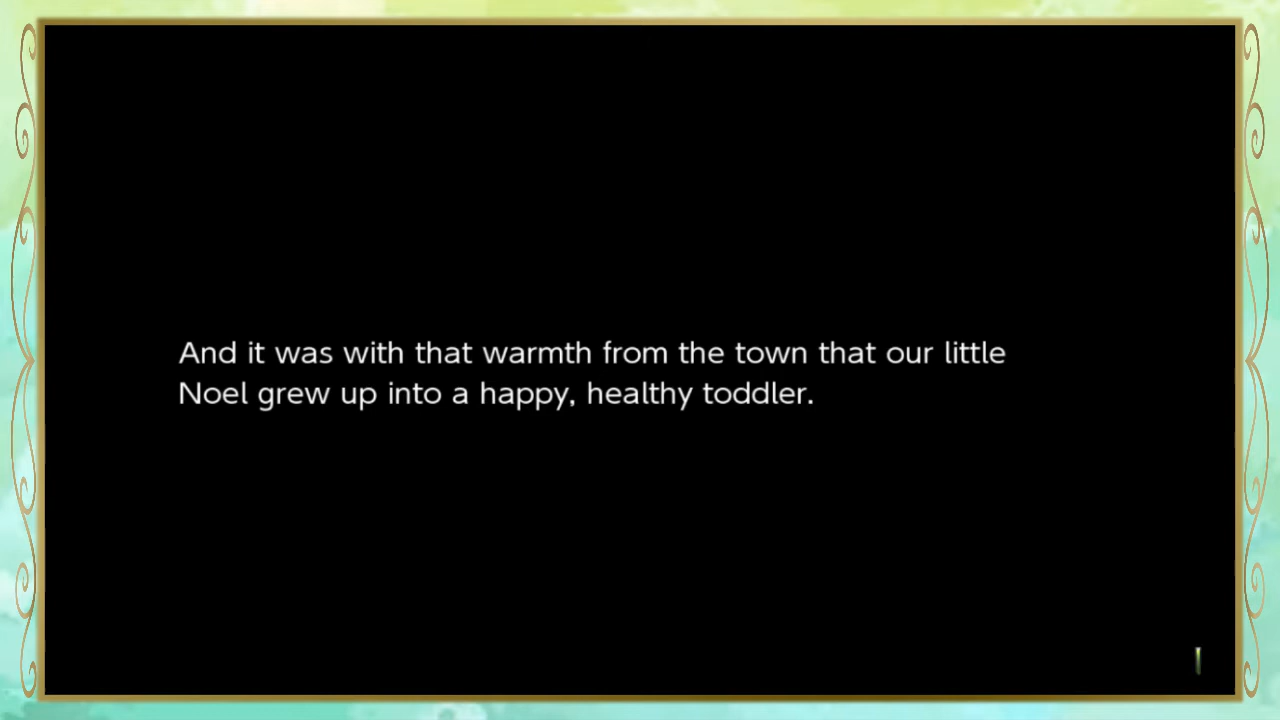 And it was with that warmth from the town that our little
Noel grew up into a happy, healthy toddler.